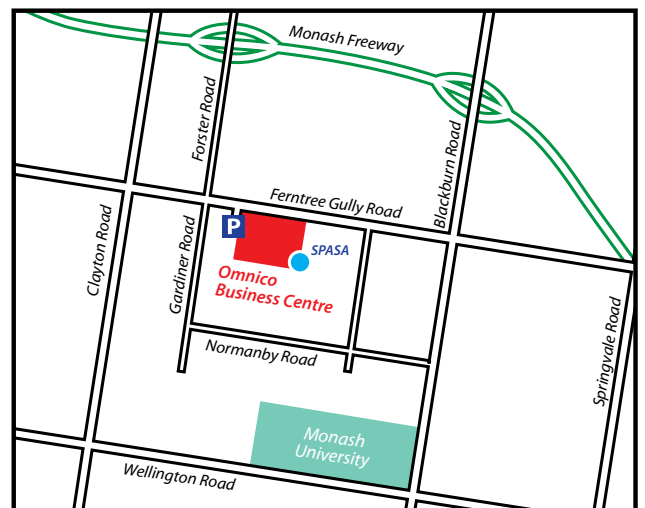 Monash Freeway
Forster Road
Blackburn Road
Ferntree Gully Road
P
SPASA
Clayton Road
Gardiner Road
Omnico
Business Centre
Springvale Road
Normanby Road
Monash
University
Wellington Road